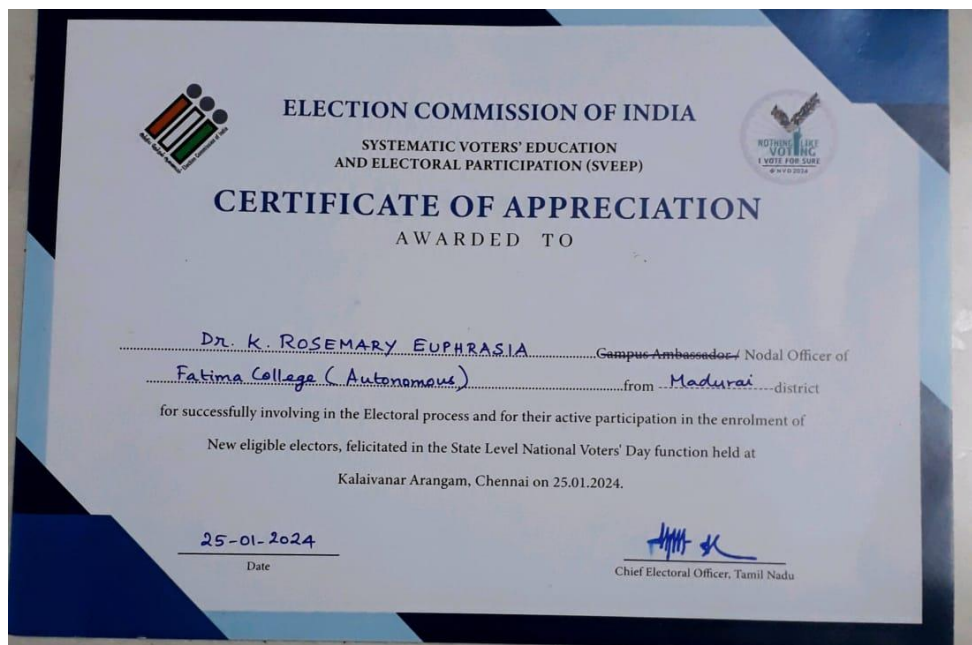 ELECTION COMMISSION OF INDIA
SYSTEMATIC VOTERS' EDUCATION
AND ELECTORAL PARTICIPATION (SVEEP)
NOTHING LIKE
VOTING
I VOTE FOR SURE
CERTIFICATE OF APPRECIATION
AWARDED TO
Dr. K. ROSEMARY EUPHRASIA Campus Ambassador / Nodal Officer of
Fatima College (Autonomous) from Madurai district
for successfully involving in the Electoral process and for their active participation in the enrolment of
New eligible electors, felicitated in the State Level National Voters' Day function held at
Kalaivanar Arangam, Chennai on 25.01.2024.
25-01-2024
Date
Chief Electoral Officer, Tamil Nadu